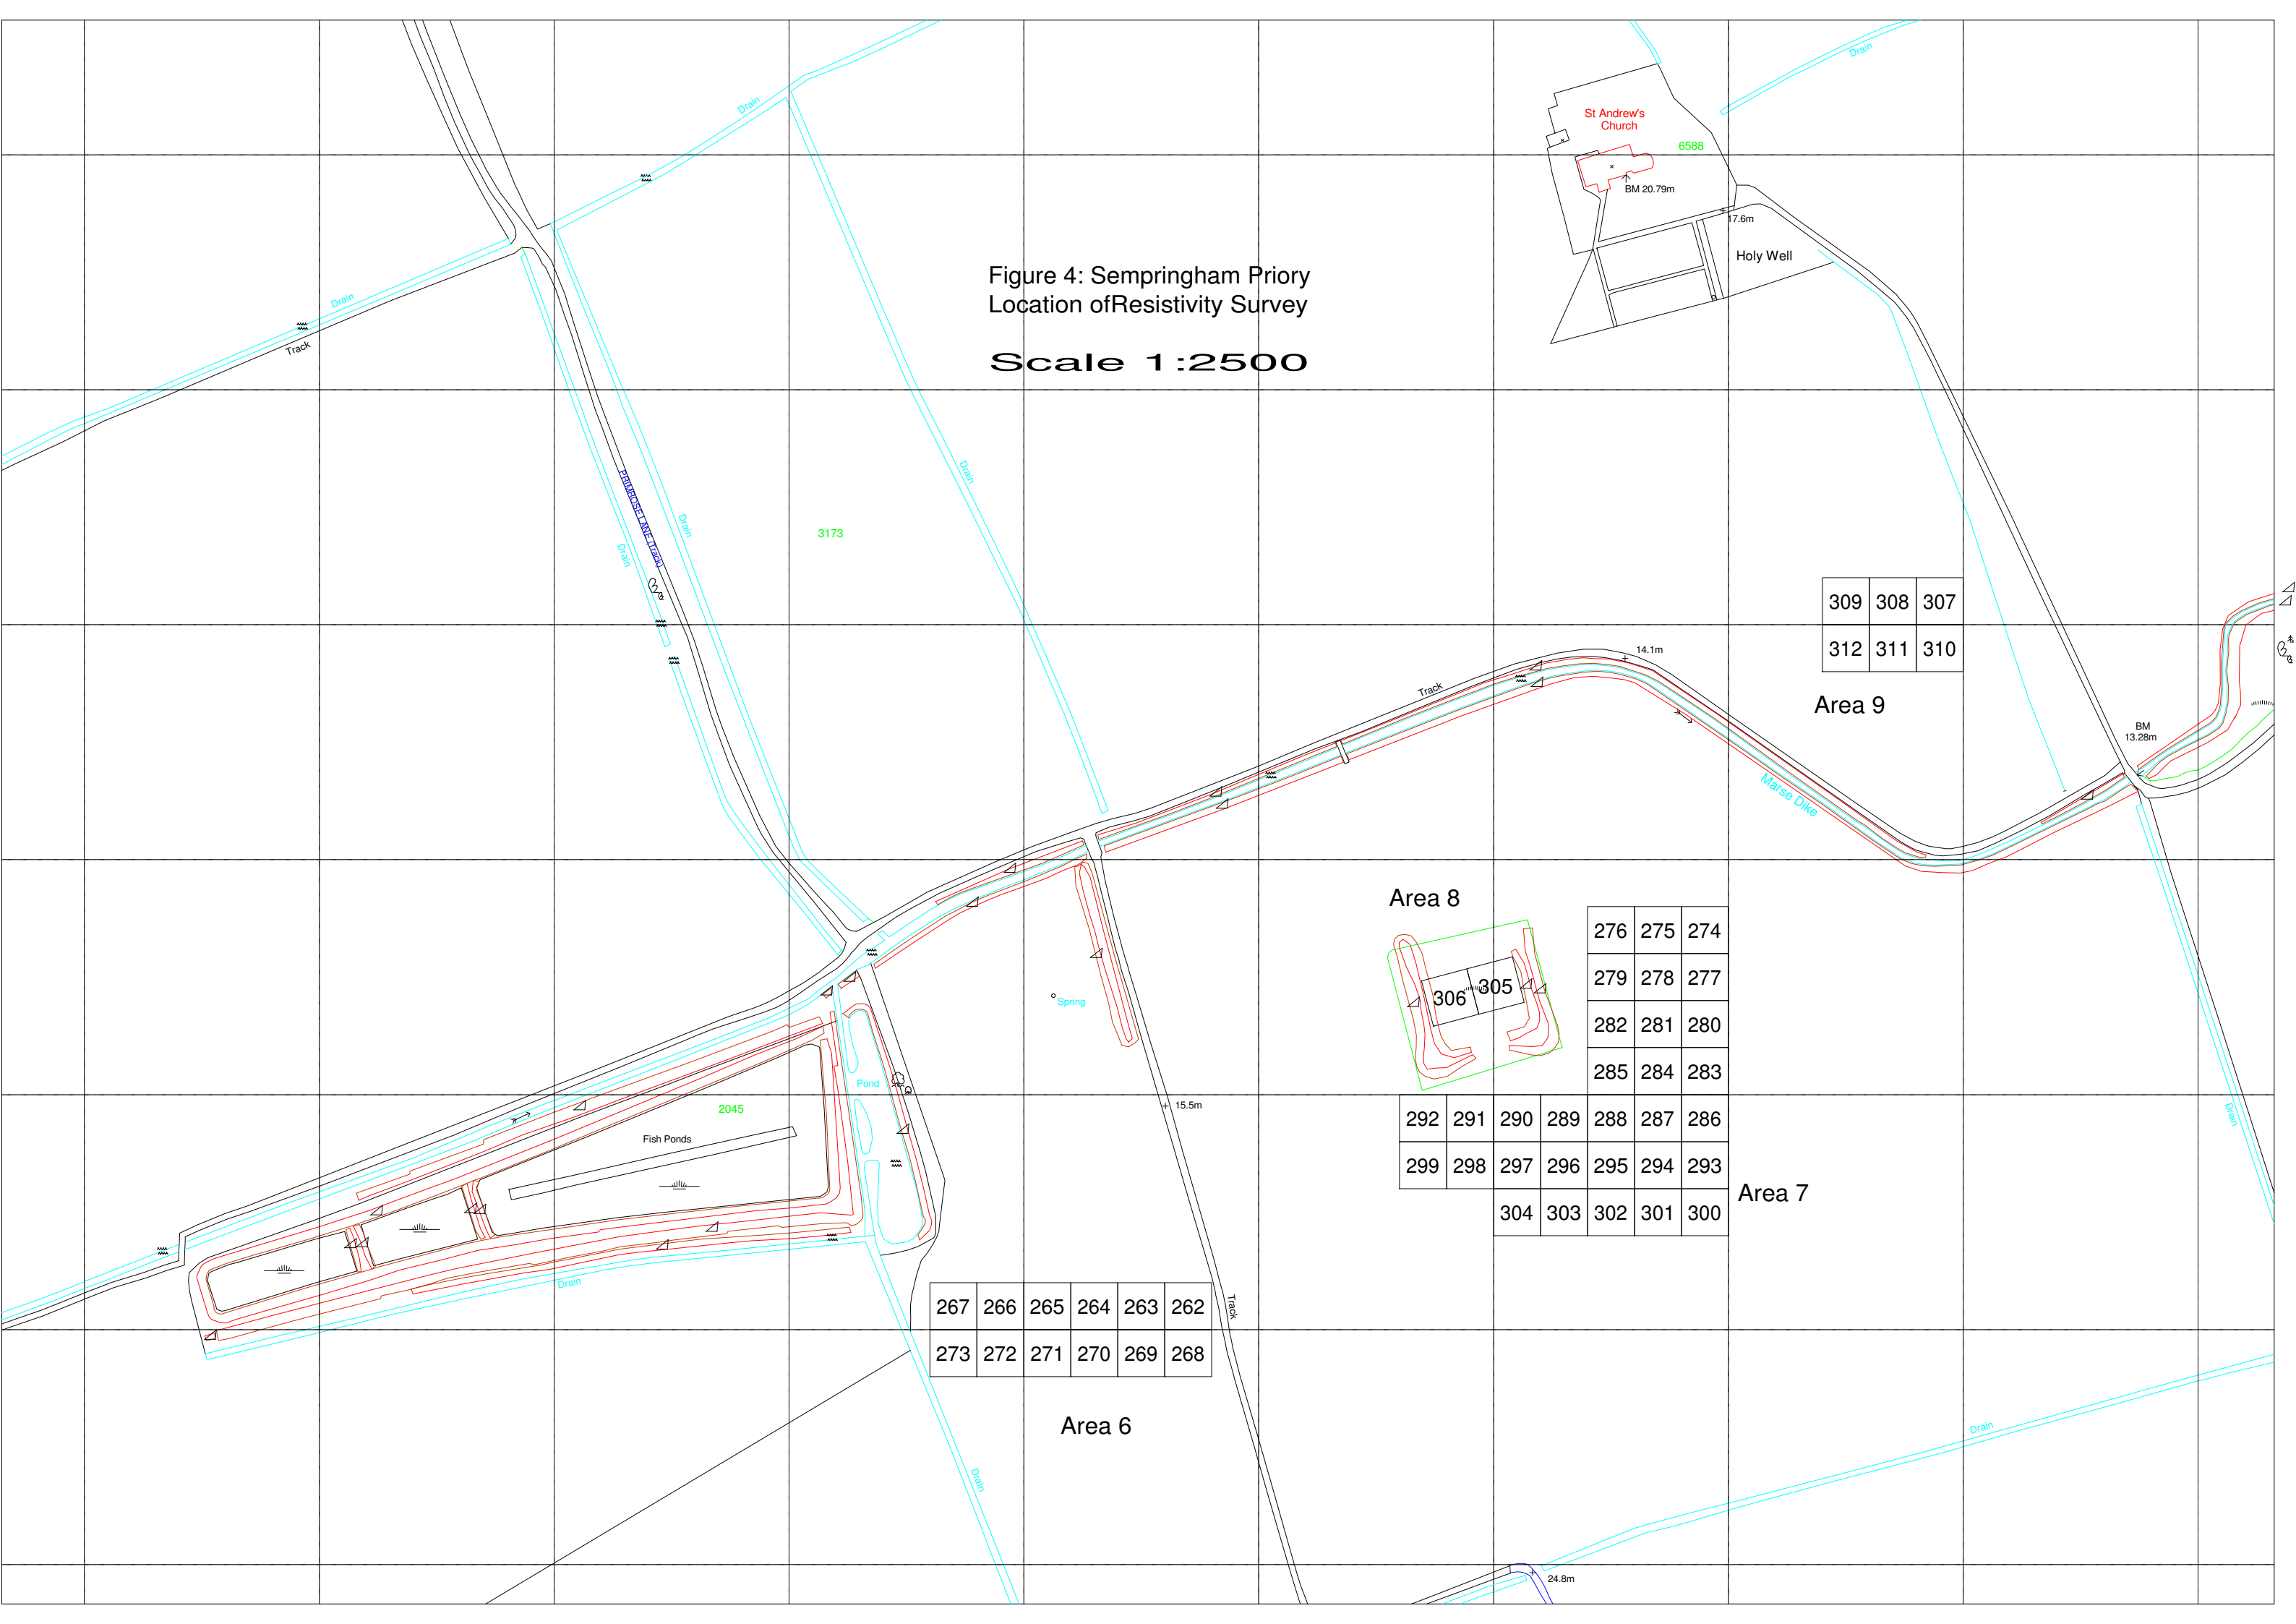 Drain
Drain
St Andrew's
Church
6588
BM 20.79m
17.6m
Holy Well
Figure 4: Sempringham Priory
Location ofResistivity Survey
Scale 1:2500
Drain
Track
PRIMROSE LANE (Track)
Drain
Drain
Drain
3173
309 308 307
312 311 310
Area 9
14.1m
Track
BM
13.28m
Marse Dike
Area 8
306 305
276 275 274
279 278 277
282 281 280
285 284 283
292 291 290 289 288 287 286
299 298 297 296 295 294 293
304 303 302 301 300
Area 7
Spring
Pond
2045
Fish Ponds
15.5m
Drain
Drain
267 266 265 264 263 262
273 272 271 270 269 268
Track
Area 6
Drain
Drain
24.8m